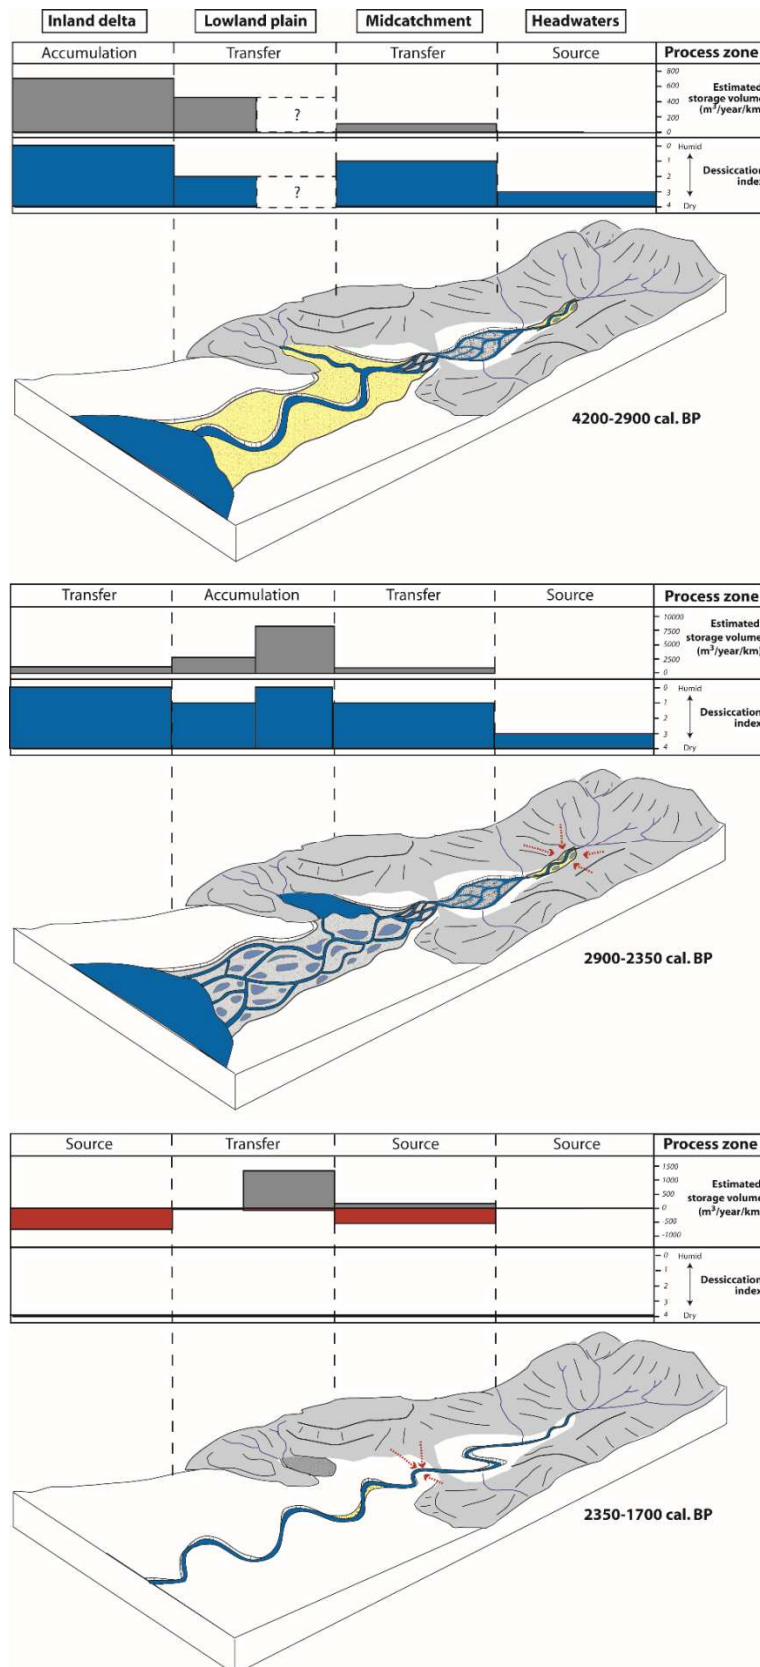 Inland delta Lowland plain Midcatchment Headwaters
Accumulation Transfer Transfer Source Process zone
800
600
400
200
0
Estimated
storage volume
(m³/year/km)
?
0 Humid
1
2
3
4 Dry
Dessiccation
index
?
4200-2900 cal. BP
Transfer Accumulation Transfer Source Process zone
10000
7500
5000
2500
0
Estimated
storage volume
(m³/year/km)
0 Humid
1
2
3
4 Dry
Dessiccation
index
2900-2350 cal. BP
Source Transfer Source Source Process zone
1500
1000
500
0
-500
-1000
Estimated
storage volume
(m³/year/km)
0 Humid
1
2
3
4 Dry
Dessiccation
index
2350-1700 cal. BP